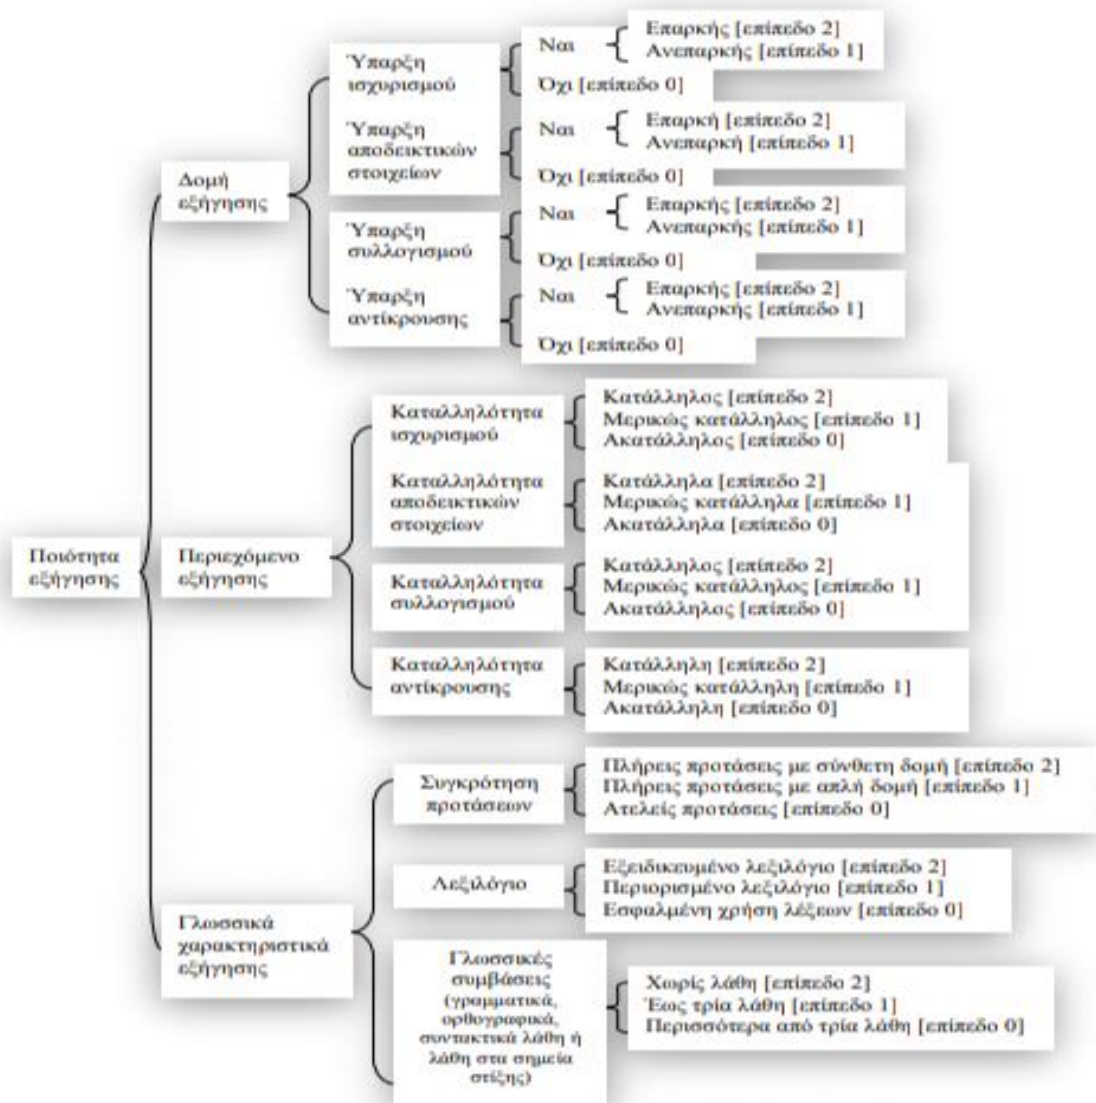 Ποιότητα
εξήγησης
Δομή
εξήγησης
Ύπαρξη
ισχυρισμού
Ναι
Επαρκής [επίπεδο 2]
Ανεπαρκής [επίπεδο 1]
Όχι [επίπεδο 0]
Ύπαρξη
αποδεικτικών
στοιχείων
Ναι
Επαρκή [επίπεδο 2]
Ανεπαρκή [επίπεδο 1]
Όχι [επίπεδο 0]
Ύπαρξη
συλλογισμού
Ναι
Επαρκής [επίπεδο 2]
Ανεπαρκής [επίπεδο 1]
Όχι [επίπεδο 0]
Ύπαρξη
αντίκρουσης
Ναι
Επαρκής [επίπεδο 2]
Ανεπαρκής [επίπεδο 1]
Όχι [επίπεδο 0]
Περιεχόμενο
εξήγησης
Καταλληλότητα
ισχυρισμού
Κατάλληλος [επίπεδο 2]
Μερικώς κατάλληλος [επίπεδο 1]
Ακατάλληλος [επίπεδο 0]
Καταλληλότητα
αποδεικτικών
στοιχείων
Κατάλληλα [επίπεδο 2]
Μερικώς κατάλληλα [επίπεδο 1]
Ακατάλληλα [επίπεδο 0]
Καταλληλότητα
συλλογισμού
Κατάλληλος [επίπεδο 2]
Μερικώς κατάλληλος [επίπεδο 1]
Ακατάλληλος [επίπεδο 0]
Καταλληλότητα
αντίκρουσης
Κατάλληλη [επίπεδο 2]
Μερικώς κατάλληλη [επίπεδο 1]
Ακατάλληλη [επίπεδο 0]
Γλωσσικά
χαρακτηριστικά
εξήγησης
Συγκρότηση
προτάσεων
Πλήρεις προτάσεις με σύνθετη δομή [επίπεδο 2]
Πλήρεις προτάσεις με απλή δομή [επίπεδο 1]
Ατελείς προτάσεις [επίπεδο 0]
Λεξιλόγιο
Εξειδικευμένο λεξιλόγιο [επίπεδο 2]
Περιορισμένο λεξιλόγιο [επίπεδο 1]
Εσφαλμένη χρήση λέξεων [επίπεδο 0]
Γλωσσικές
συμβάσεις
(γραμματικά,
ορθογραφικά,
συντακτικά λάθη ή
λάθη στα σημεία
στίξης)
Χωρίς λάθη [επίπεδο 2]
Έως τρία λάθη [επίπεδο 1]
Περισσότερα από τρία λάθη [επίπεδο 0]